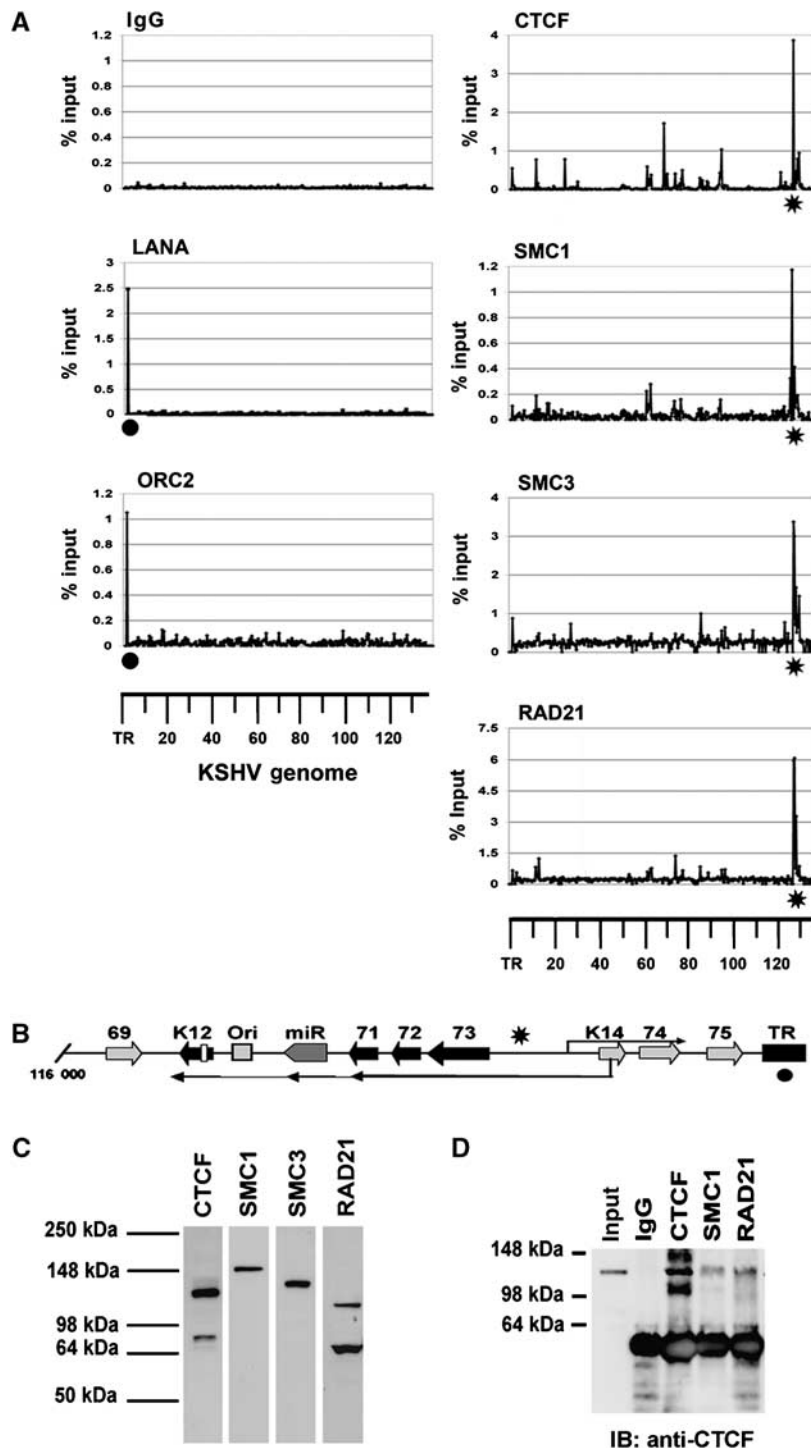 A
IgG
% input
1.2
1
0.8
0.6
0.4
0.2
0
LANA
% input
3
2.5
2
1.5
1
0.5
0
ORC2
% input
1.2
1
0.8
0.6
0.4
0.2
0
TR 20 40 60 80 100 120
KSHV genome
CTCF
% input
4
3
2
1
0
SMC1
% input
1.2
1
0.8
0.6
0.4
0.2
0
SMC3
% input
4
3
2
1
0
RAD21
% Input
7.5
6
4.5
3
1.5
0
TR 20 40 60 80 100 120
B
69 K12 Ori miR 71 72 73 K14 74 75 TR
116 000
C
CTCF SMC1 SMC3 RAD21
250 kDa
148 kDa
98 kDa
64 kDa
50 kDa
D
Input IgG CTCF SMC1 RAD21
148 kDa
98 kDa
64 kDa
IB: anti-CTCF